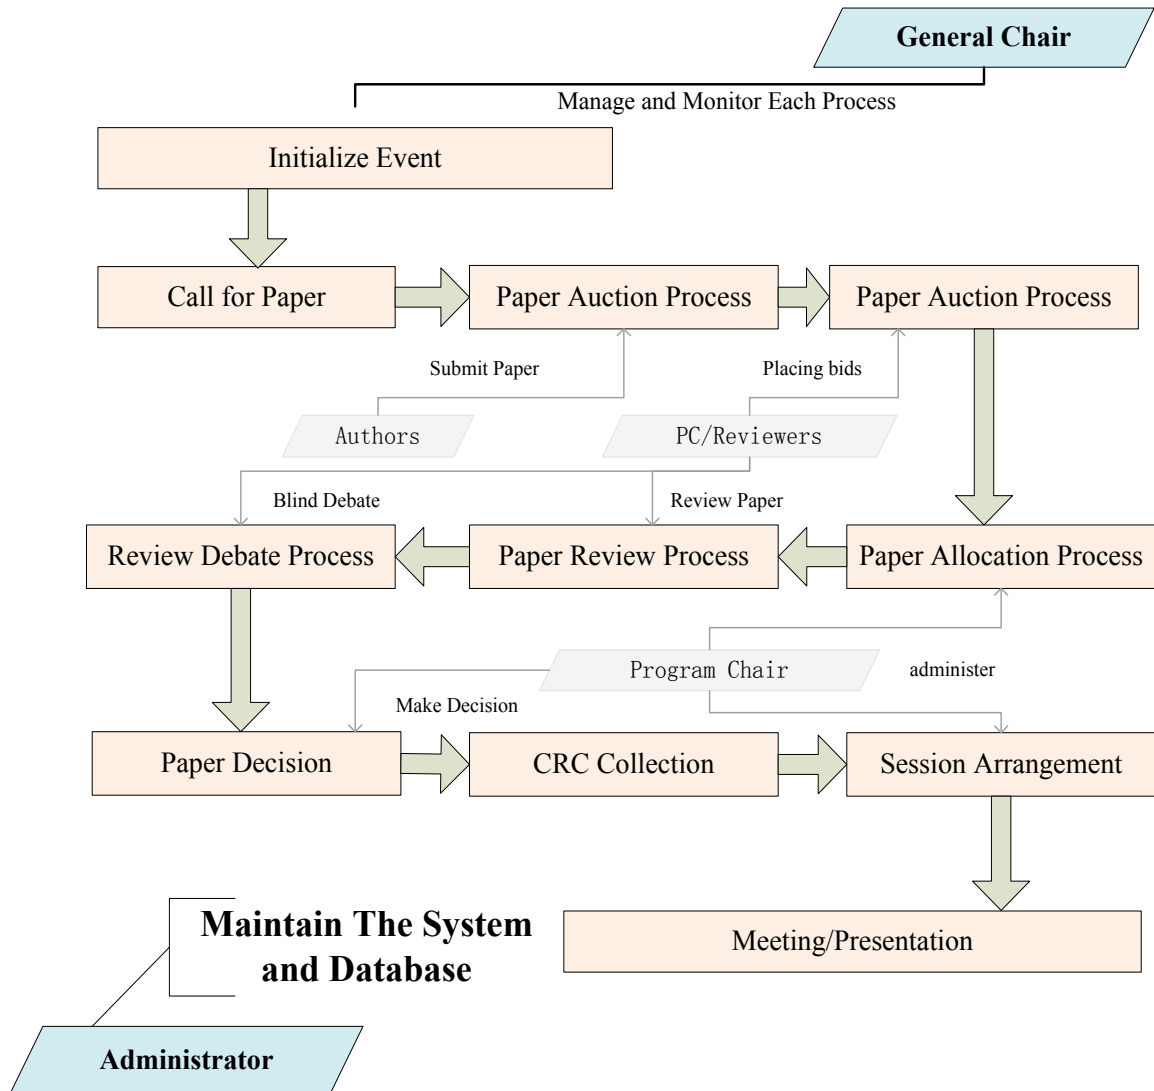 General Chair
Manage and Monitor Each Process
Initialize Event
Call for Paper
Paper Auction Process
Paper Auction Process
Submit Paper
Placing bids
Authors
PC/Reviewers
Blind Debate
Review Paper
Review Debate Process
Paper Review Process
Paper Allocation Process
Program Chair
administer
Make Decision
Paper Decision
CRC Collection
Session Arrangement
Maintain The System
and Database
Meeting/Presentation
Administrator